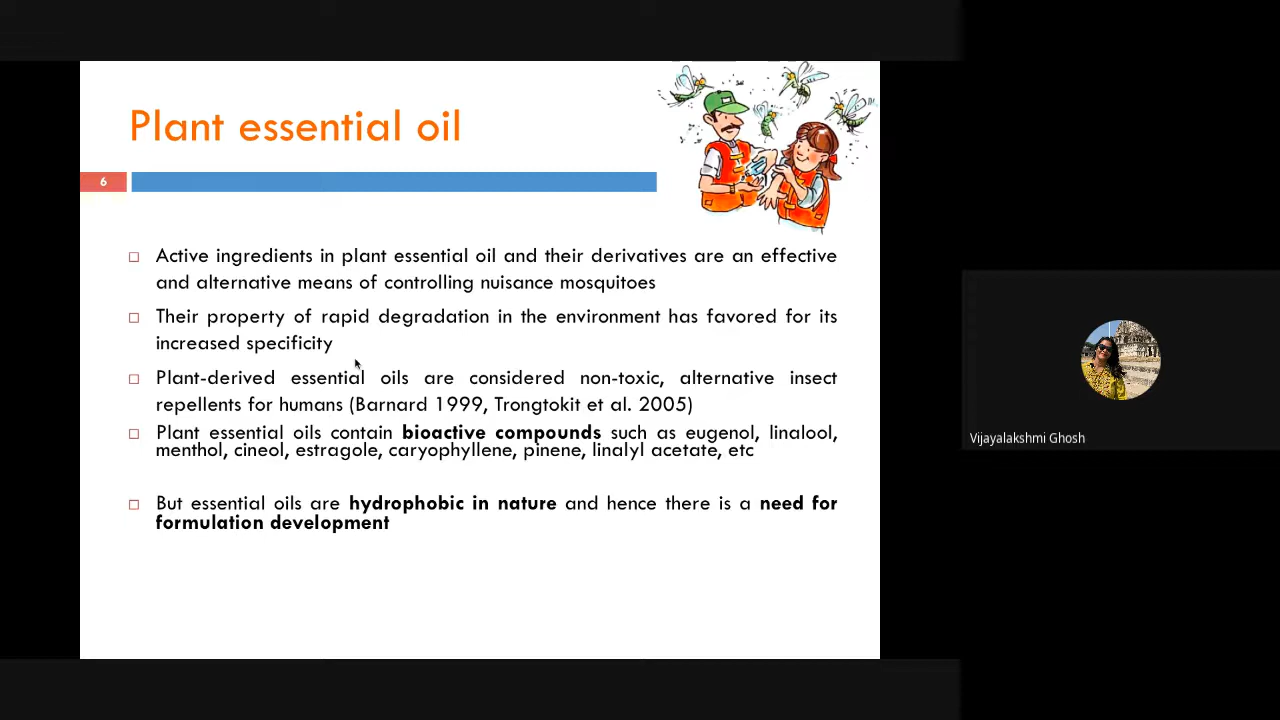 Plant essential oil
6
Active ingredients in plant essential oil and their derivatives are an effective
and alternative means of controlling nuisance mosquitoes
Their property of rapid degradation in the environment has favored for its
increased specificity
Plant-derived essential oils are considered non-toxic, alternative insect
repellents for humans (Barnard 1999, Trongtokit et al. 2005)
Plant essential oils contain bioactive compounds such as eugenol, linalool,
menthol, cineol, estragole, caryophyllene, pinene, linalyl acetate, etc
But essential oils are hydrophobic in nature and hence there is a need for
formulation development
Vijayalakshmi Ghosh